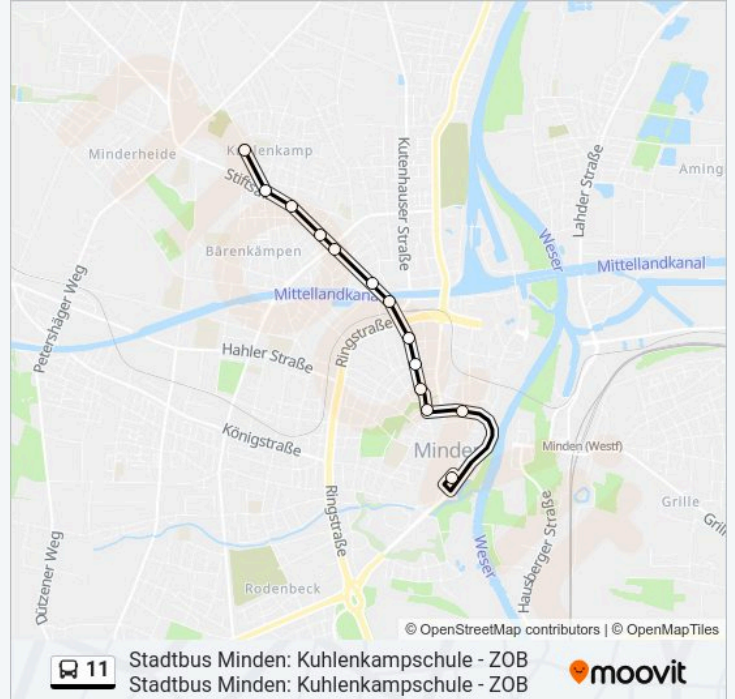 Minderheide
Kuhlenkamp
Kutenhauser Straße
Lahder Straße
Aming
Bärenkämpen
Weser
Petershäger Weg
Mittellandkana
Mittellandkanal
Ringstraße
Hahler Straße
Königstraße
Minden
Minden (Westf)
Ringstraße
Grille
Hausberger Straße
Weser
Dützener Weg
Rodenbeck
© OpenStreetMap contributors | © OpenMapTiles
11
Stadtbus Minden: Kuhlenkampschule - ZOB
Stadtbus Minden: Kuhlenkampschule - ZOB
moovit